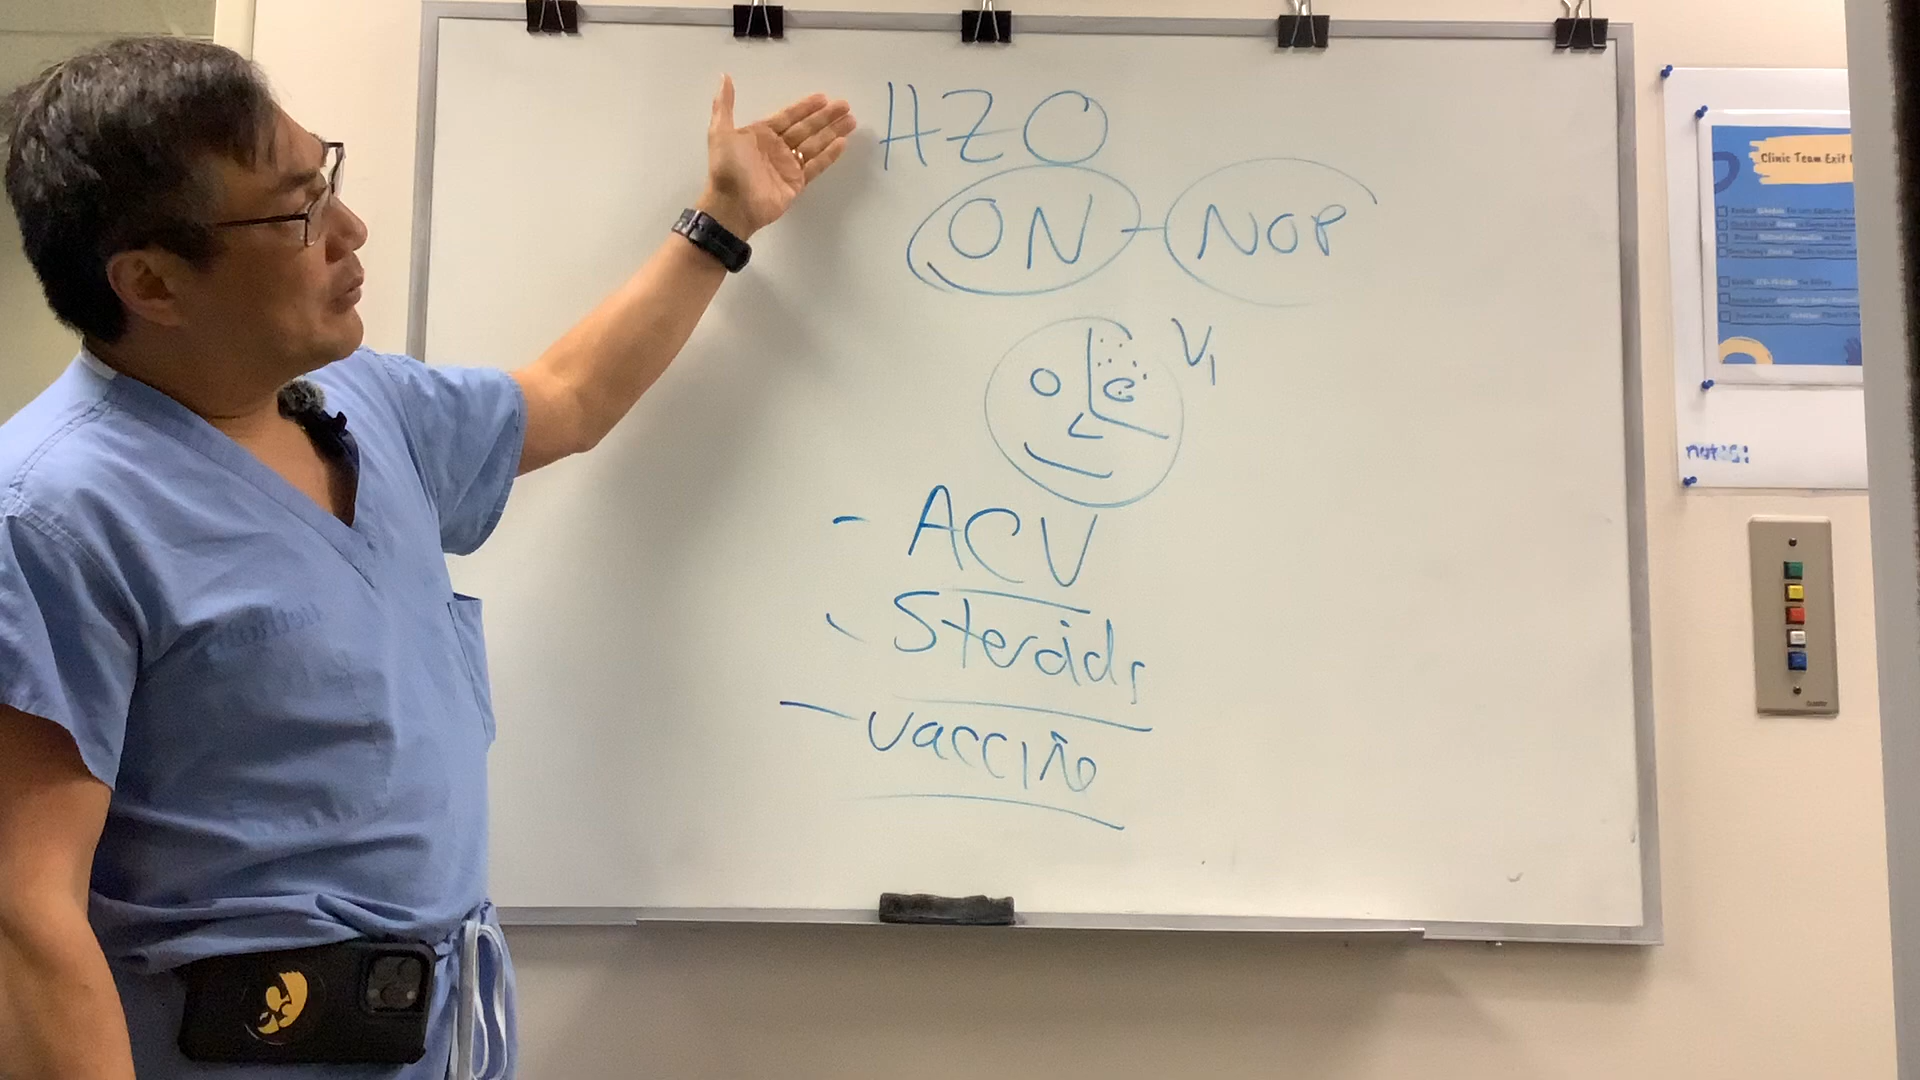 HZO
ON - NOP
V1
- ACV
- Steroids
- vaccine
Clinic Team Exit
notes: